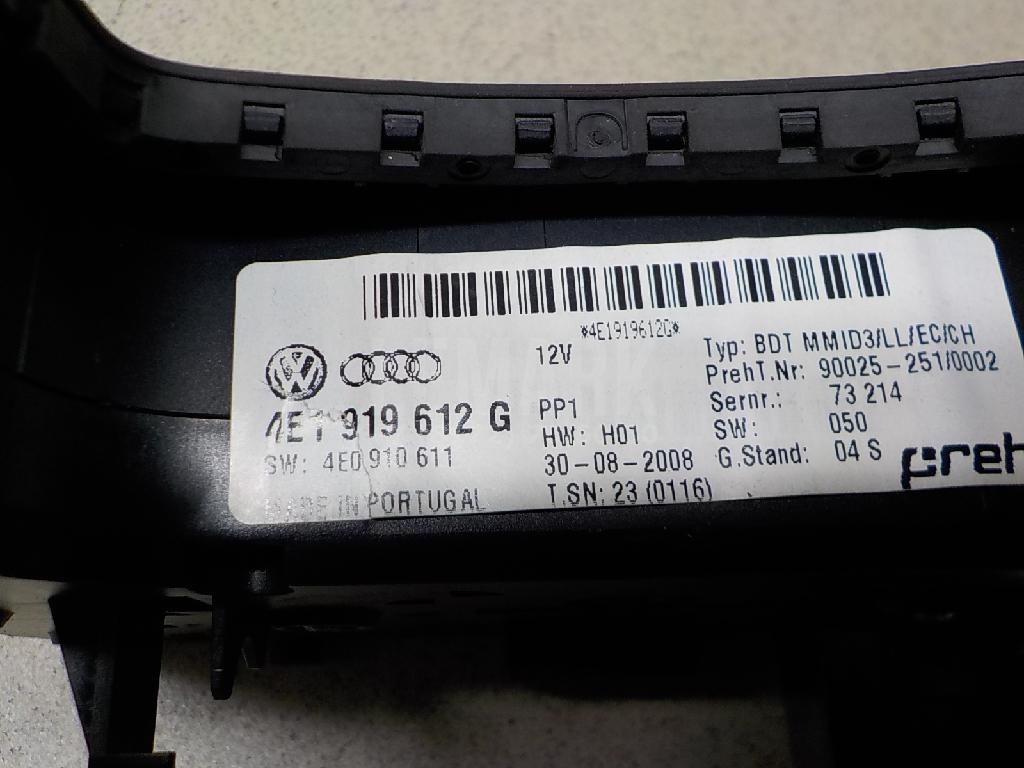 *4E1919612G*
12V
Typ: BDT MMID3/LL/EC/CH
PrehT.Nr: 90025-251/0002
4E1 919 612 G
PP1
Sernr.: 73 214
SW: 4E0 910 611
HW: H01
SW: 050
30-08-2008
G.Stand: 04 S
preh
MADE IN PORTUGAL
T.SN: 23 (0116)